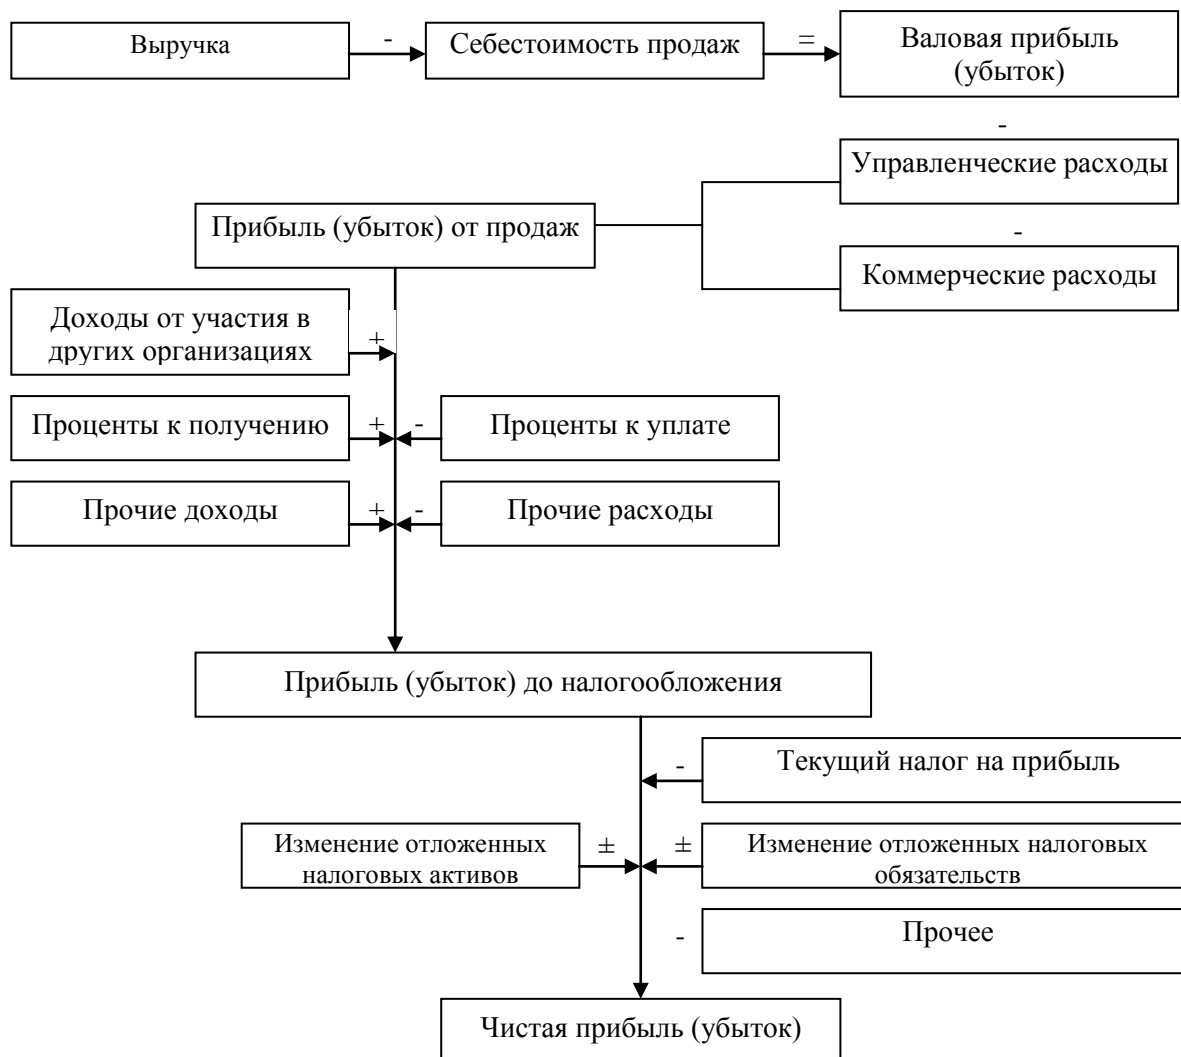 Выручка
-
Себестоимость продаж
=
Валовая прибыль
(убыток)
-
Управленческие расходы
Прибыль (убыток) от продаж
-
Коммерческие расходы
Доходы от участия в
других организациях
+
Проценты к получению
+
-
Проценты к уплате
Прочие доходы
+
-
Прочие расходы
Прибыль (убыток) до налогообложения
-
Текущий налог на прибыль
Изменение отложенных
налоговых активов
±
±
Изменение отложенных налоговых
обязательств
-
Прочее
Чистая прибыль (убыток)